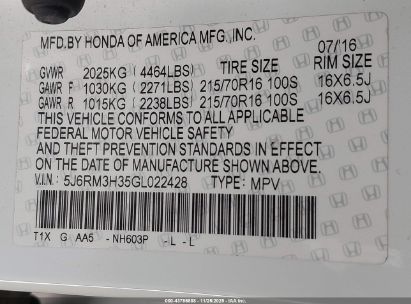 MFD.BY HONDA OF AMERICA MFG.,INC.
07/16
GVWR 2025KG (4464LBS) TIRE SIZE RIM SIZE
GAWR F 1030KG (2271LBS) 215/70R16 100S 16X6.5J
GAWR R 1015KG (2238LBS) 215/70R16 100S 16X6.5J
THIS VEHICLE CONFORMS TO ALL APPLICABLE
FEDERAL MOTOR VEHICLE SAFETY
AND THEFT PREVENTION STANDARDS IN EFFECT
ON THE DATE OF MANUFACTURE SHOWN ABOVE.
V.I.N.: 5J6RM3H35GL022428 TYPE: MPV
T1X G AA5 - NH603P - L - L